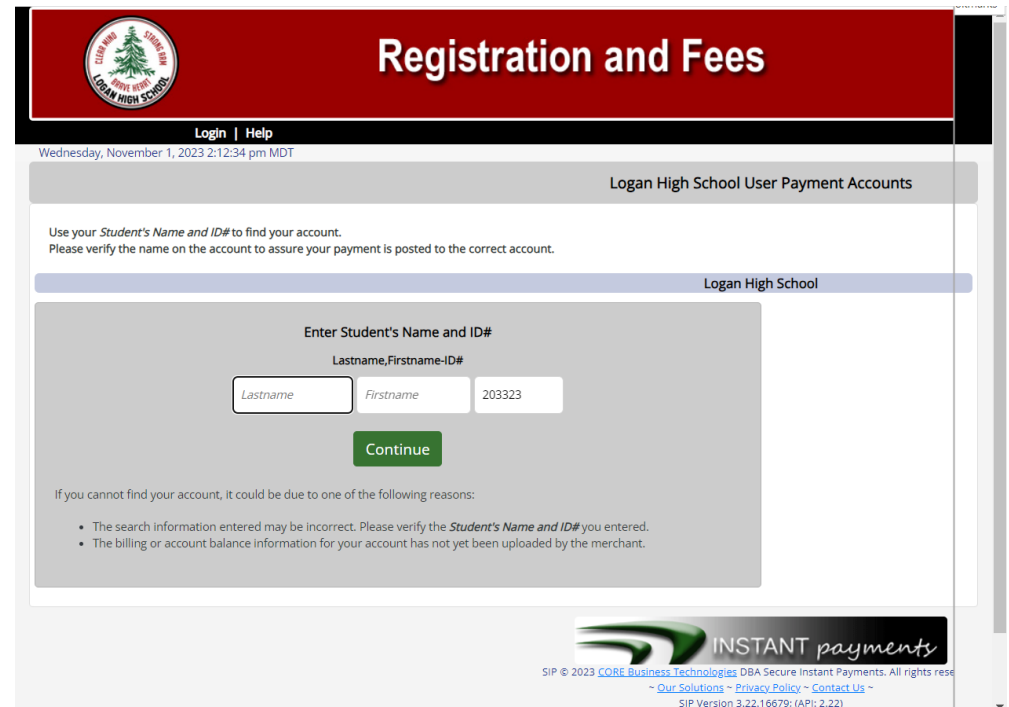 CLEAR MIND
STRONG ARM
BRAVE HEART
LOGAN HIGH SCHOOL
Registration and Fees
Login | Help
Wednesday, November 1, 2023 2:12:34 pm MDT
Logan High School User Payment Accounts
Use your Student's Name and ID# to find your account.
Please verify the name on the account to assure your payment is posted to the correct account.
Logan High School
Enter Student's Name and ID#
Lastname,Firstname-ID#
Lastname Firstname 203323
Continue
If you cannot find your account, it could be due to one of the following reasons:
• The search information entered may be incorrect. Please verify the Student's Name and ID# you entered.
• The billing or account balance information for your account has not yet been uploaded by the merchant.
INSTANT payments
SIP © 2023 CORE Business Technologies DBA Secure Instant Payments. All rights rese
~ Our Solutions ~ Privacy Policy ~ Contact Us ~
SIP Version 3.22.16679; (API: 2.22)